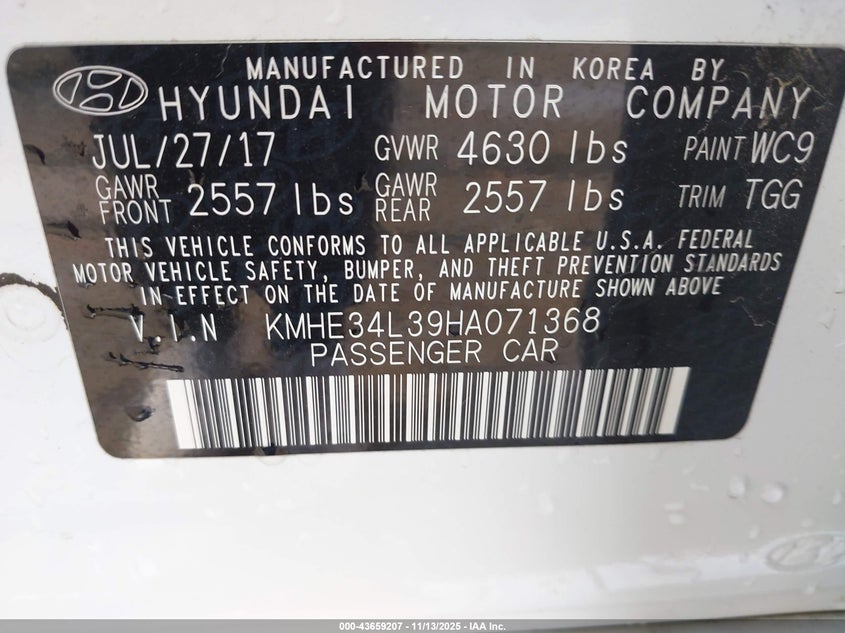 MANUFACTURED IN KOREA BY
HYUNDAI MOTOR COMPANY
JUL/27/17 GVWR 4630 lbs PAINT WC9
GAWR FRONT 2557 lbs GAWR REAR 2557 lbs TRIM TGG
THIS VEHICLE CONFORMS TO ALL APPLICABLE U.S.A. FEDERAL
MOTOR VEHICLE SAFETY, BUMPER, AND THEFT PREVENTION STANDARDS
IN EFFECT ON THE DATE OF MANUFACTURE SHOWN ABOVE
V.I.N KMHE34L39HA071368
PASSENGER CAR
000-43659207 - 11/13/2025 - IAA Inc.